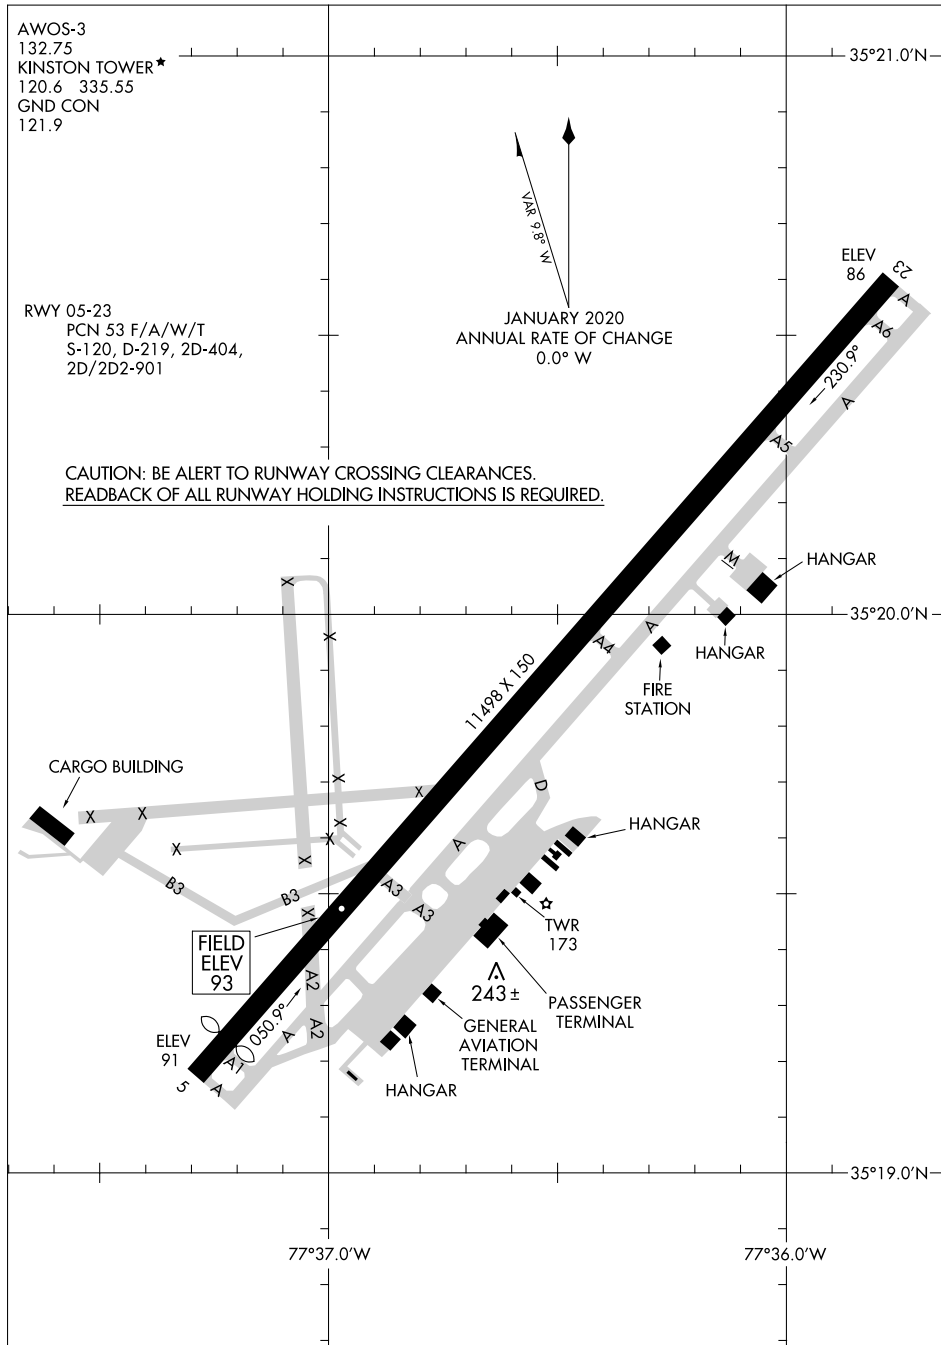 AWOS-3
132.75
KINSTON TOWER★
120.6 335.55
GND CON
121.9
35°21.0'N
VAR 9.8° W
JANUARY 2020
ANNUAL RATE OF CHANGE
0.0° W
ELEV
86
23
A
A6
RWY 05-23
PCN 53 F/A/W/T
S-120, D-219, 2D-404,
2D/2D2-901
230.9°
A
A5
CAUTION: BE ALERT TO RUNWAY CROSSING CLEARANCES.
READBACK OF ALL RUNWAY HOLDING INSTRUCTIONS IS REQUIRED.
M
HANGAR
X
35°20.0'N
X
A
A4
HANGAR
FIRE
STATION
11498 X 150
CARGO BUILDING
X
X
X
X
D
X
X
X
X
HANGAR
A
X
B3
B3
A3
A3
X
TWR
173
FIELD
ELEV
93
A2
243±
PASSENGER
TERMINAL
050.9°
A2
A
GENERAL
AVIATION
TERMINAL
ELEV
91
A1
5
A
HANGAR
35°19.0'N
77°37.0'W
77°36.0'W